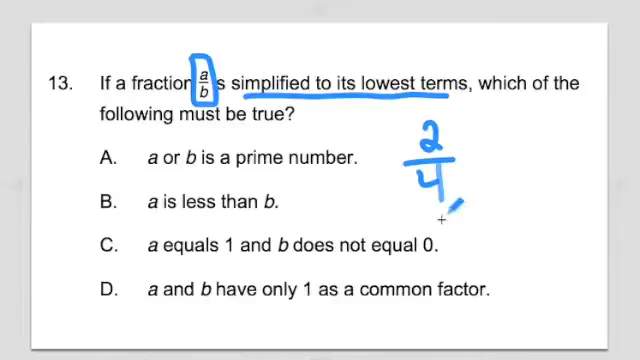 13. If a fraction a/b is simplified to its lowest terms, which of the
following must be true?
A. a or b is a prime number.
2/4
B. a is less than b.
C. a equals 1 and b does not equal 0.
D. a and b have only 1 as a common factor.